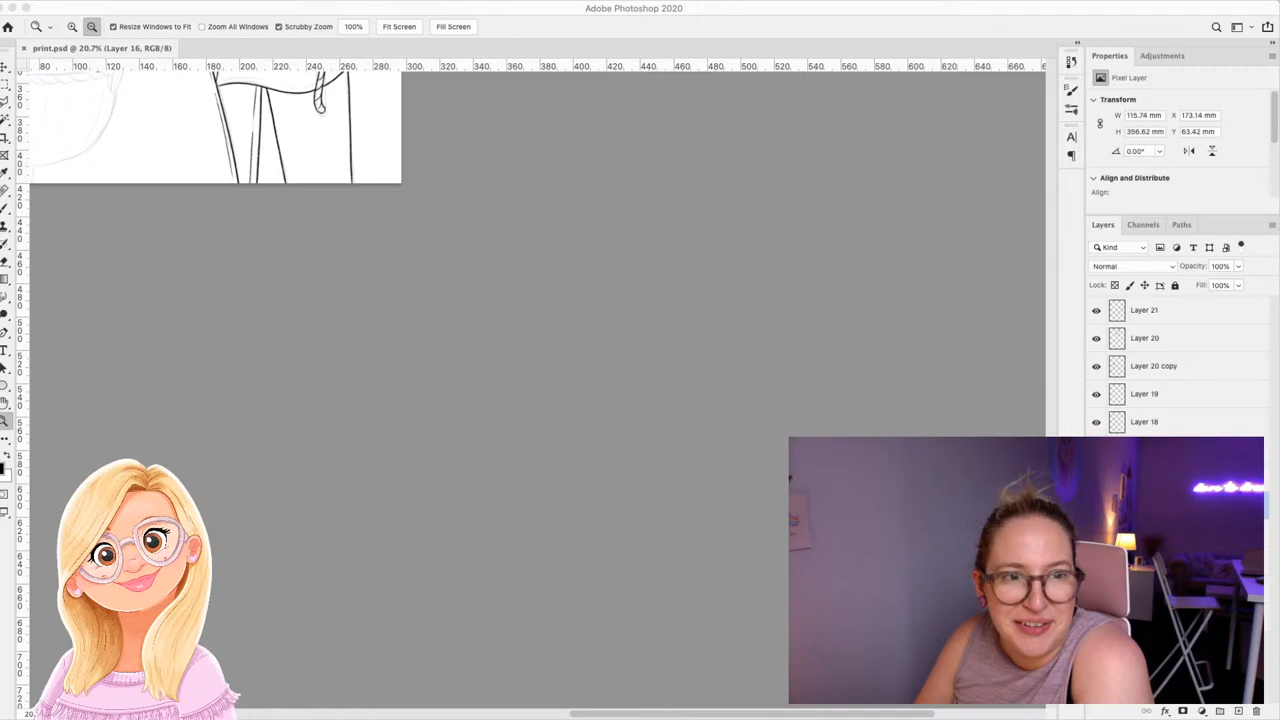 Adobe Photoshop 2020
Resize Windows to Fit Zoom All Windows Scrubby Zoom 100% Fit Screen Fill Screen
× print.psd @ 20.7% (Layer 16, RGB/8)
80 100 120 140 160 180 200 220 240 260 280 300 320 340 360 380 400 420 440 460 480 500 520 540 560 580 600 620 640 660
Properties Adjustments
Pixel Layer
Transform
W 115.74 mm X 173.14 mm
H 356.62 mm Y 63.42 mm
0.00°
Align and Distribute
Align:
Layers Channels Paths
Kind
Normal Opacity: 100%
Lock: Fill: 100%
Layer 21
Layer 20
Layer 20 copy
Layer 19
Layer 18